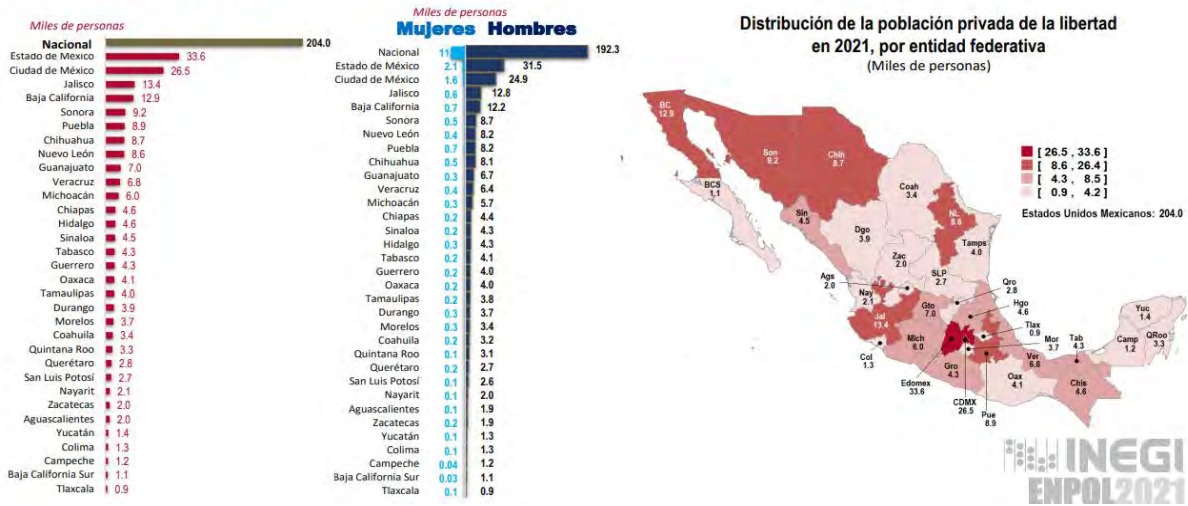 Miles de personas
Nacional 204.0
Estado de Mexico 33.6
Ciudad de México 26.5
Jalisco 13.4
Baja California 12.9
Sonora 9.2
Puebla 8.9
Chihuahua 8.7
Nuevo León 8.6
Guanajuato 7.0
Veracruz 6.8
Michoacán 6.0
Chiapas 4.6
Hidalgo 4.6
Sinaloa 4.5
Tabasco 4.3
Guerrero 4.3
Oaxaca 4.1
Tamaulipas 4.0
Durango 3.9
Morelos 3.7
Coahuila 3.4
Quintana Roo 3.3
Querétaro 2.8
San Luis Potosí 2.7
Nayarit 2.1
Zacatecas 2.0
Aguascalientes 2.0
Yucatán 1.4
Colima 1.3
Campeche 1.2
Baja California Sur 1.1
Tlaxcala 0.9
Miles de personas
Mujeres Hombres
Nacional 11 192.3
Estado de México 2.1 31.5
Ciudad de México 1.6 24.9
Jalisco 0.6 12.8
Baja California 0.7 12.2
Sonora 0.5 8.7
Nuevo León 0.4 8.2
Puebla 0.7 8.2
Chihuahua 0.5 8.1
Guanajuato 0.3 6.7
Veracruz 0.4 6.4
Michoacán 0.3 5.7
Chiapas 0.2 4.4
Sinaloa 0.2 4.3
Hidalgo 0.3 4.3
Tabasco 0.2 4.1
Guerrero 0.2 4.0
Oaxaca 0.2 4.0
Tamaulipas 0.2 3.8
Durango 0.3 3.7
Morelos 0.3 3.4
Coahuila 0.2 3.2
Quintana Roo 0.1 3.1
Querétaro 0.2 2.7
San Luis Potosí 0.1 2.6
Nayarit 0.1 2.0
Aguascalientes 0.1 1.9
Zacatecas 0.2 1.9
Yucatán 0.1 1.3
Colima 0.1 1.3
Campeche 0.04 1.2
Baja California Sur 0.03 1.1
Tlaxcala 0.1 0.9
Distribución de la población privada de la libertad
en 2021, por entidad federativa
(Miles de personas)
[ 26.5 , 33.6 ]
[ 8.6 , 26.4 ]
[ 4.3 , 8.5 ]
[ 0.9 , 4.2 ]
Estados Unidos Mexicanos: 204.0
BC
12.9
Son
9.2
Chih
8.7
BCS
1.1
Coah
3.4
NL
8.6
Sin
4.5
Dgo
3.9
Tamps
4.0
Zac
2.0
SLP
2.7
Ags
2.0
Qro
2.8
Nay
2.1
Gto
7.0
Hgo
4.6
Jal
13.4
Tlax
0.9
Yuc
1.4
Mich
6.0
Mor
3.7
Tab
4.3
QRoo
3.3
Camp
1.2
Col
1.3
Ver
6.8
Gro
4.3
Oax
4.1
Chis
4.6
Edomex
33.6
CDMX
26.5
Pue
8.9
INEGI
ENPOL2021